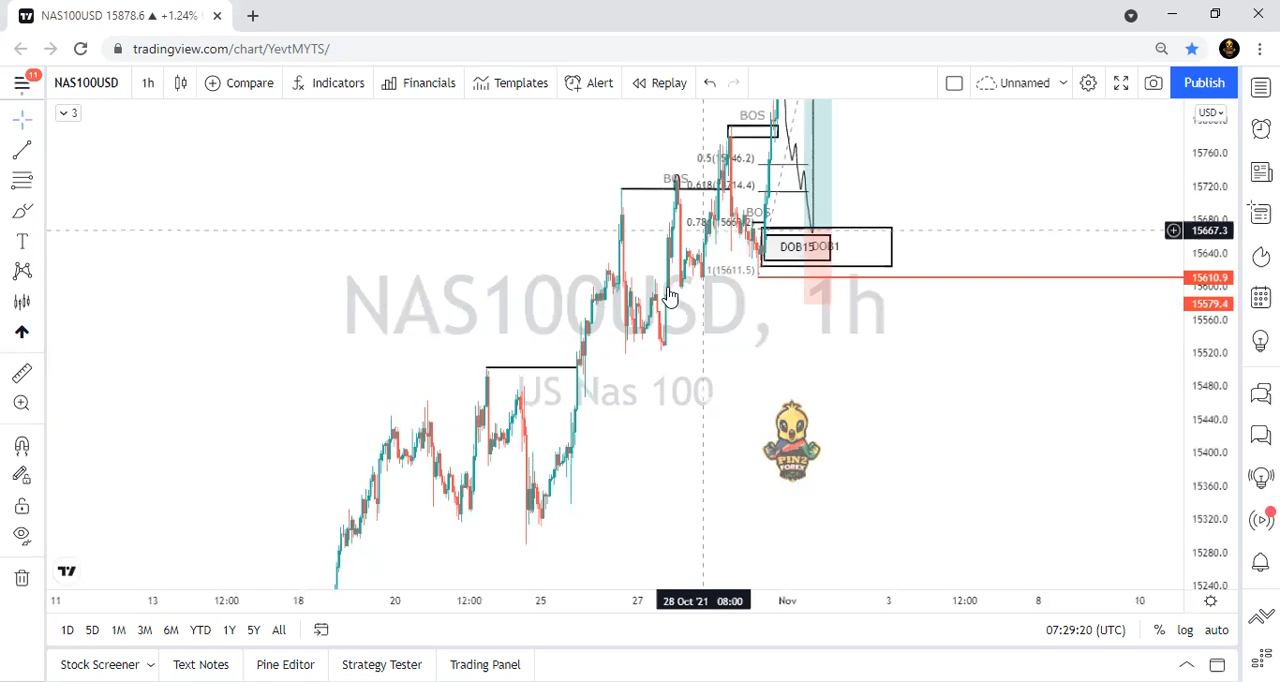 NAS100USD 15878.6 ▲ +1.24%
tradingview.com/chart/YevtMYTS/
11
NAS100USD
1h
Compare
Indicators
Financials
Templates
Alert
Replay
Unnamed
Publish
3
USD
BOS
15760.0
0.5(15746.2)
BOS
15720.0
BOS
15667.3
DOB15
DOB1
15640.0
1(15611.5)
15610.9
15600.0
15579.4
NAS100USD, 1h
15560.0
15520.0
US Nas 100
15480.0
15440.0
PIN2
FOREX
15400.0
15360.0
15320.0
15280.0
15240.0
11
13
12:00
18
20
12:00
25
27
28 Oct '21 08:00
Nov
3
12:00
8
10
1D
5D
1M
3M
6M
YTD
1Y
5Y
All
07:29:20 (UTC)
%
log
auto
Stock Screener
Text Notes
Pine Editor
Strategy Tester
Trading Panel